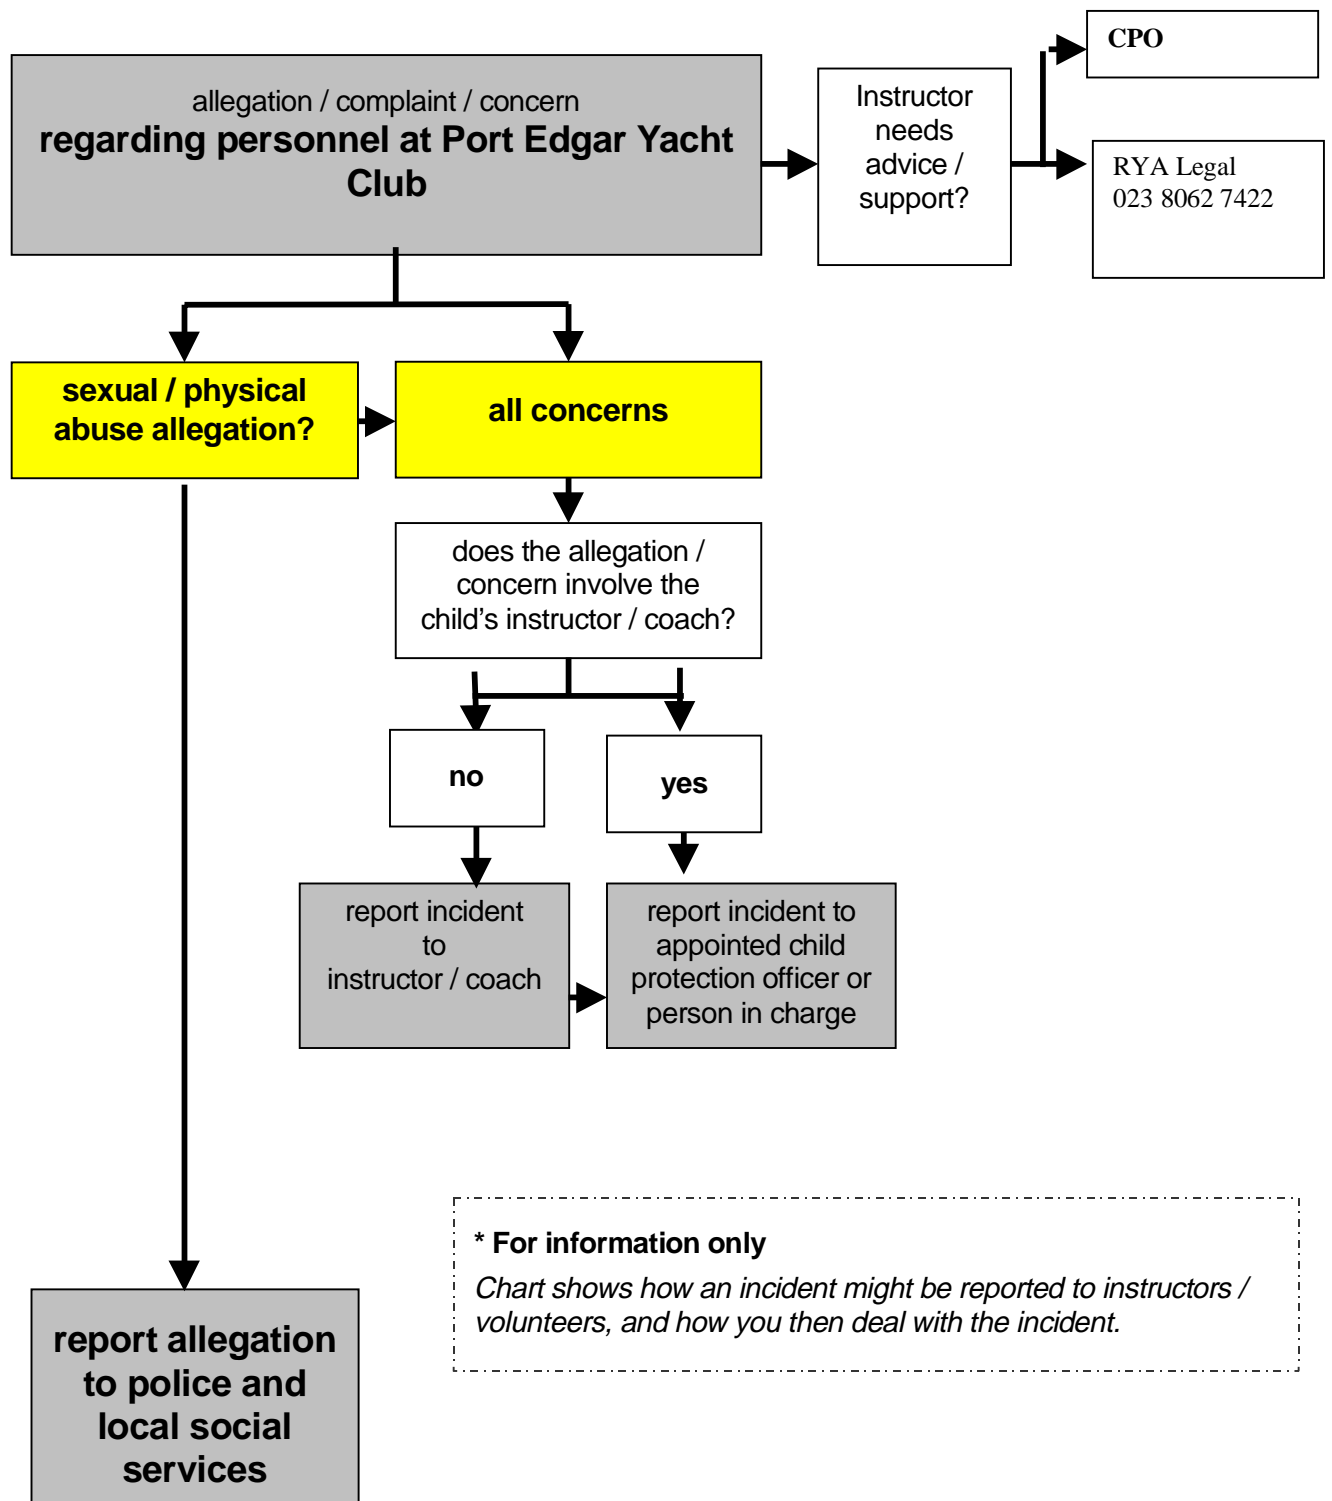 allegation / complaint / concern
regarding personnel at Port Edgar Yacht
Club
Instructor
needs
advice /
support?
CPO
RYA Legal
023 8062 7422
sexual / physical
abuse allegation?
all concerns
does the allegation /
concern involve the
child’s instructor / coach?
no
yes
report incident
to
instructor / coach
report incident to
appointed child
protection officer or
person in charge
* For information only
Chart shows how an incident might be reported to instructors /
volunteers, and how you then deal with the incident.
report allegation
to police and
local social
services